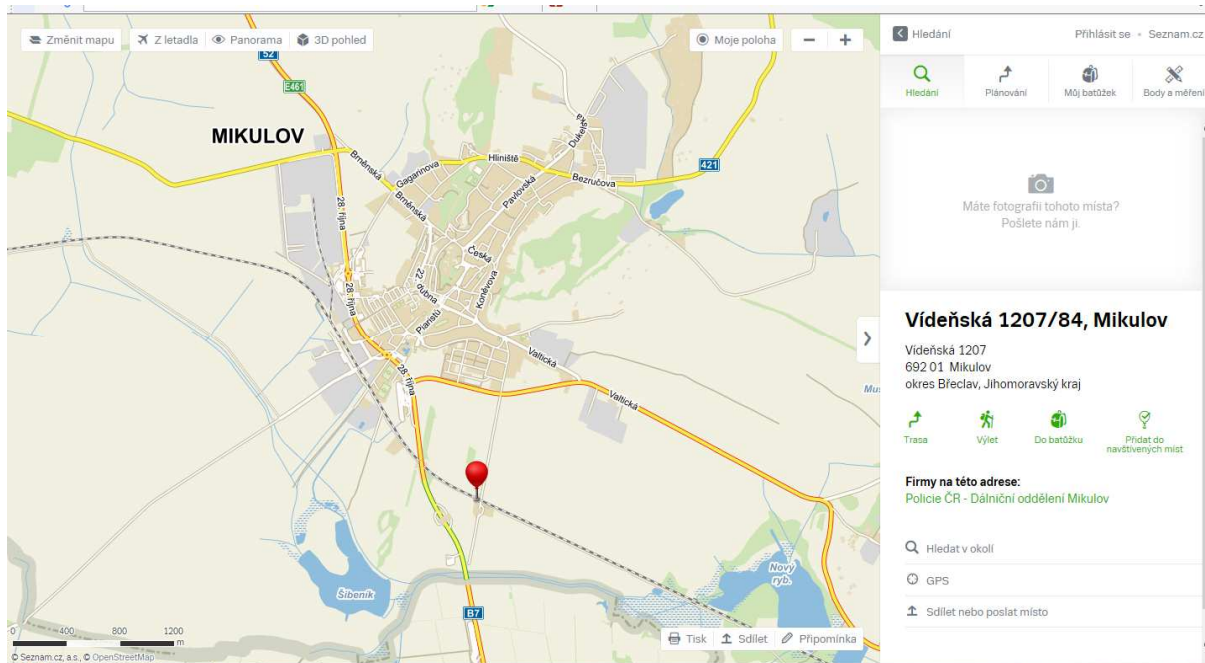 Změnit mapu
Z letadla
Panorama
3D pohled
Moje poloha
52
E461
MIKULOV
Brněnská
Gagarinova
Hliniště
Dukelská
421
Bezručova
Brněnská
Pavlovská
28. října
Česká
22. dubna
Koněvova
28. října
Piaristů
Valtická
28. října
Valtická
Nový
ryb.
Šibeník
B7
0 400 800 1200
m
Tisk
Sdílet
Připomínka
© Seznam.cz, a.s., © OpenStreetMap
Hledání
Přihlásit se • Seznam.cz
Hledání
Plánování
Můj batůžek
Body a měření
Máte fotografii tohoto místa?
Pošlete nám ji.
Vídeňská 1207/84, Mikulov
Vídeňská 1207
692 01 Mikulov
okres Břeclav, Jihomoravský kraj
Trasa
Výlet
Do batůžku
Přidat do
navštívených míst
Firmy na této adrese:
Policie ČR - Dálniční oddělení Mikulov
Hledat v okolí
GPS
Sdílet nebo poslat místo